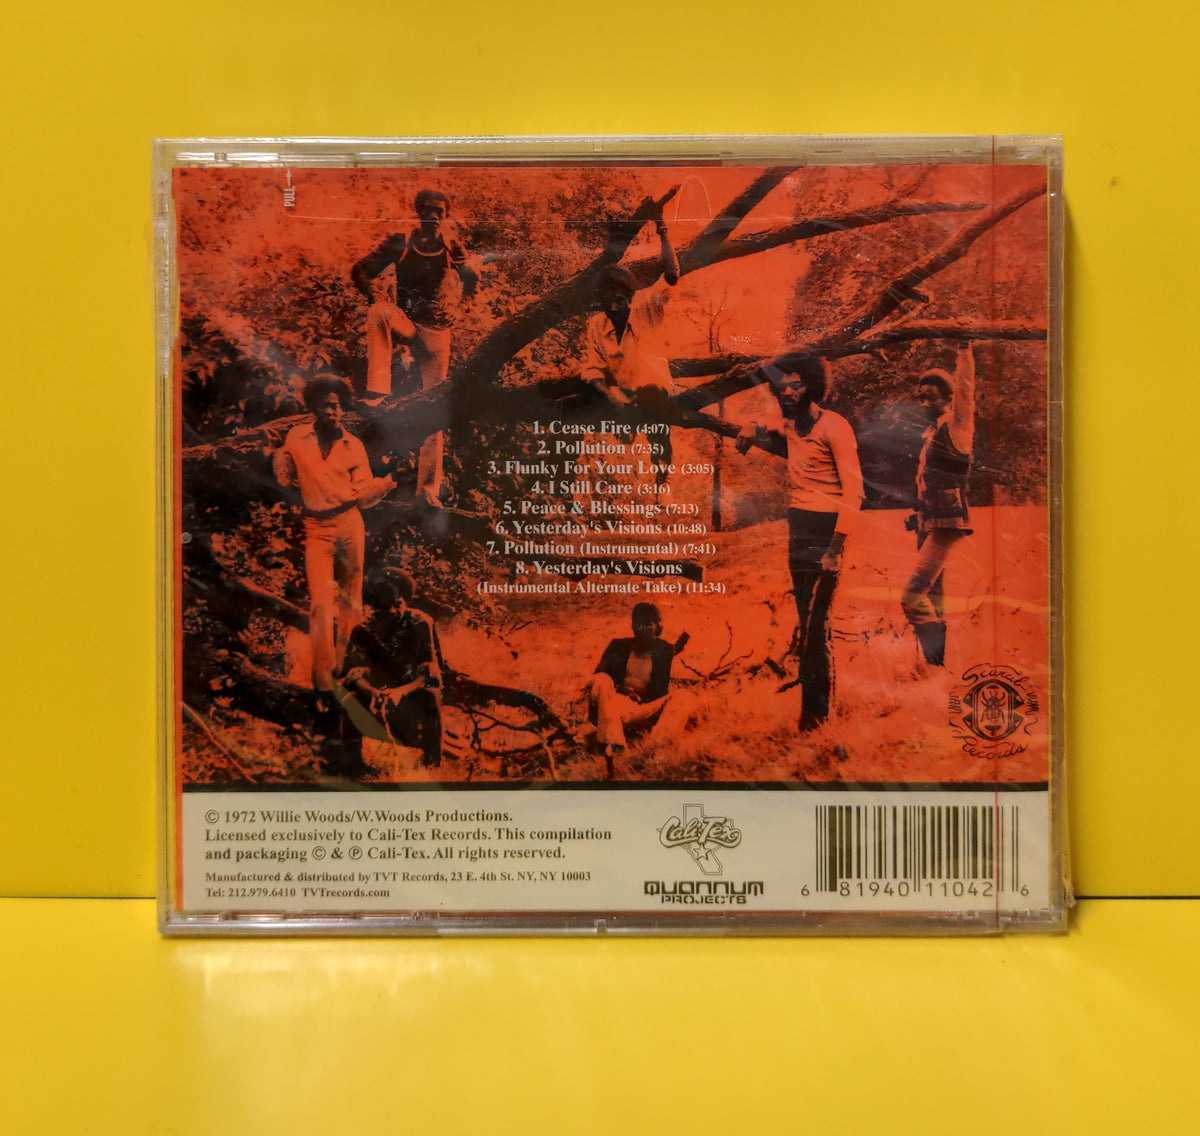 PULL
1. Cease Fire (4:07)
2. Pollution (7:35)
3. Flunky For Your Love (3:05)
4. I Still Care (3:16)
5. Peace & Blessings (7:13)
6. Yesterday's Visions (10:48)
7. Pollution (Instrumental) (7:41)
8. Yesterday's Visions
(Instrumental Alternate Take) (11:34)
Scarab
Records
© 1972 Willie Woods/W.Woods Productions.
Licensed exclusively to Cali-Tex Records. This compilation
and packaging © & ℗ Cali-Tex. All rights reserved.
Manufactured & distributed by TVT Records, 23 E. 4th St. NY, NY 10003
Tel: 212.979.6410 TVTrecords.com
Cali-Tex
QUANNUM
PROJECTS
6 81940 11042 6